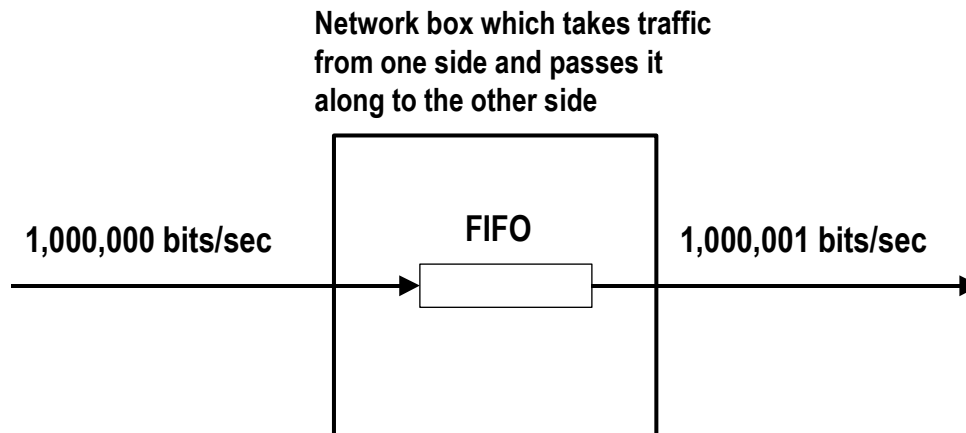 Network box which takes traffic
from one side and passes it
along to the other side
1,000,000 bits/sec
FIFO
1,000,001 bits/sec